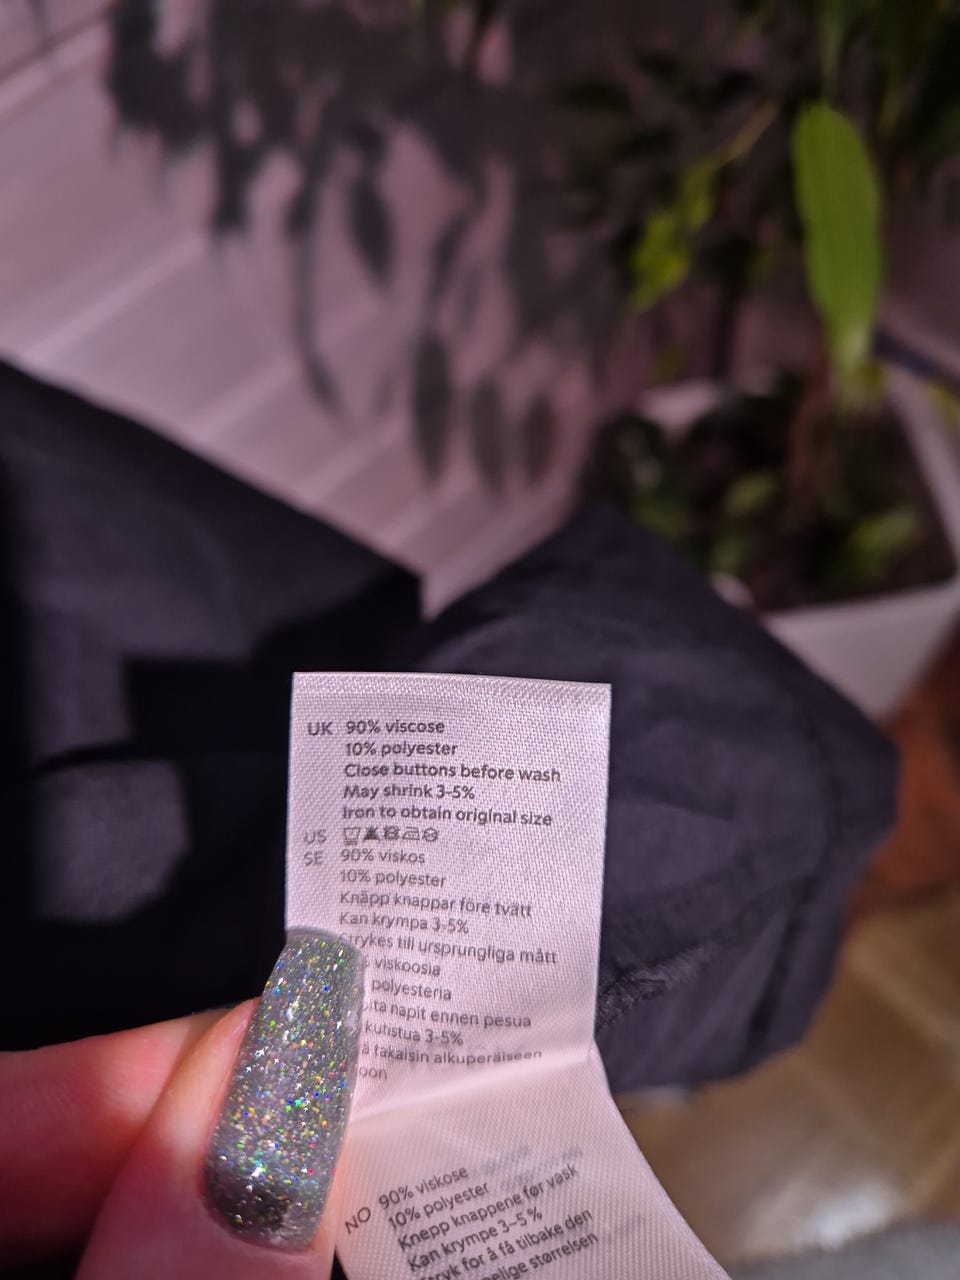 UK 90% viscose
10% polyester
Close buttons before wash
May shrink 3-5%
Iron to obtain original size
US
SE 90% viskos
10% polyester
Knäpp knappar före tvätt
Kan krympa 3-5%
trykes till ursprungliga mått
viskoosia
polyesteria
napit ennen pesua
kutistua 3-5%
takaisin alkuperäiseen
oon
NO 90% viskose
10% polyester
Knepp knappene før vask
Kan krympe 3-5%
tryk for å få tilbake den
størrelsen